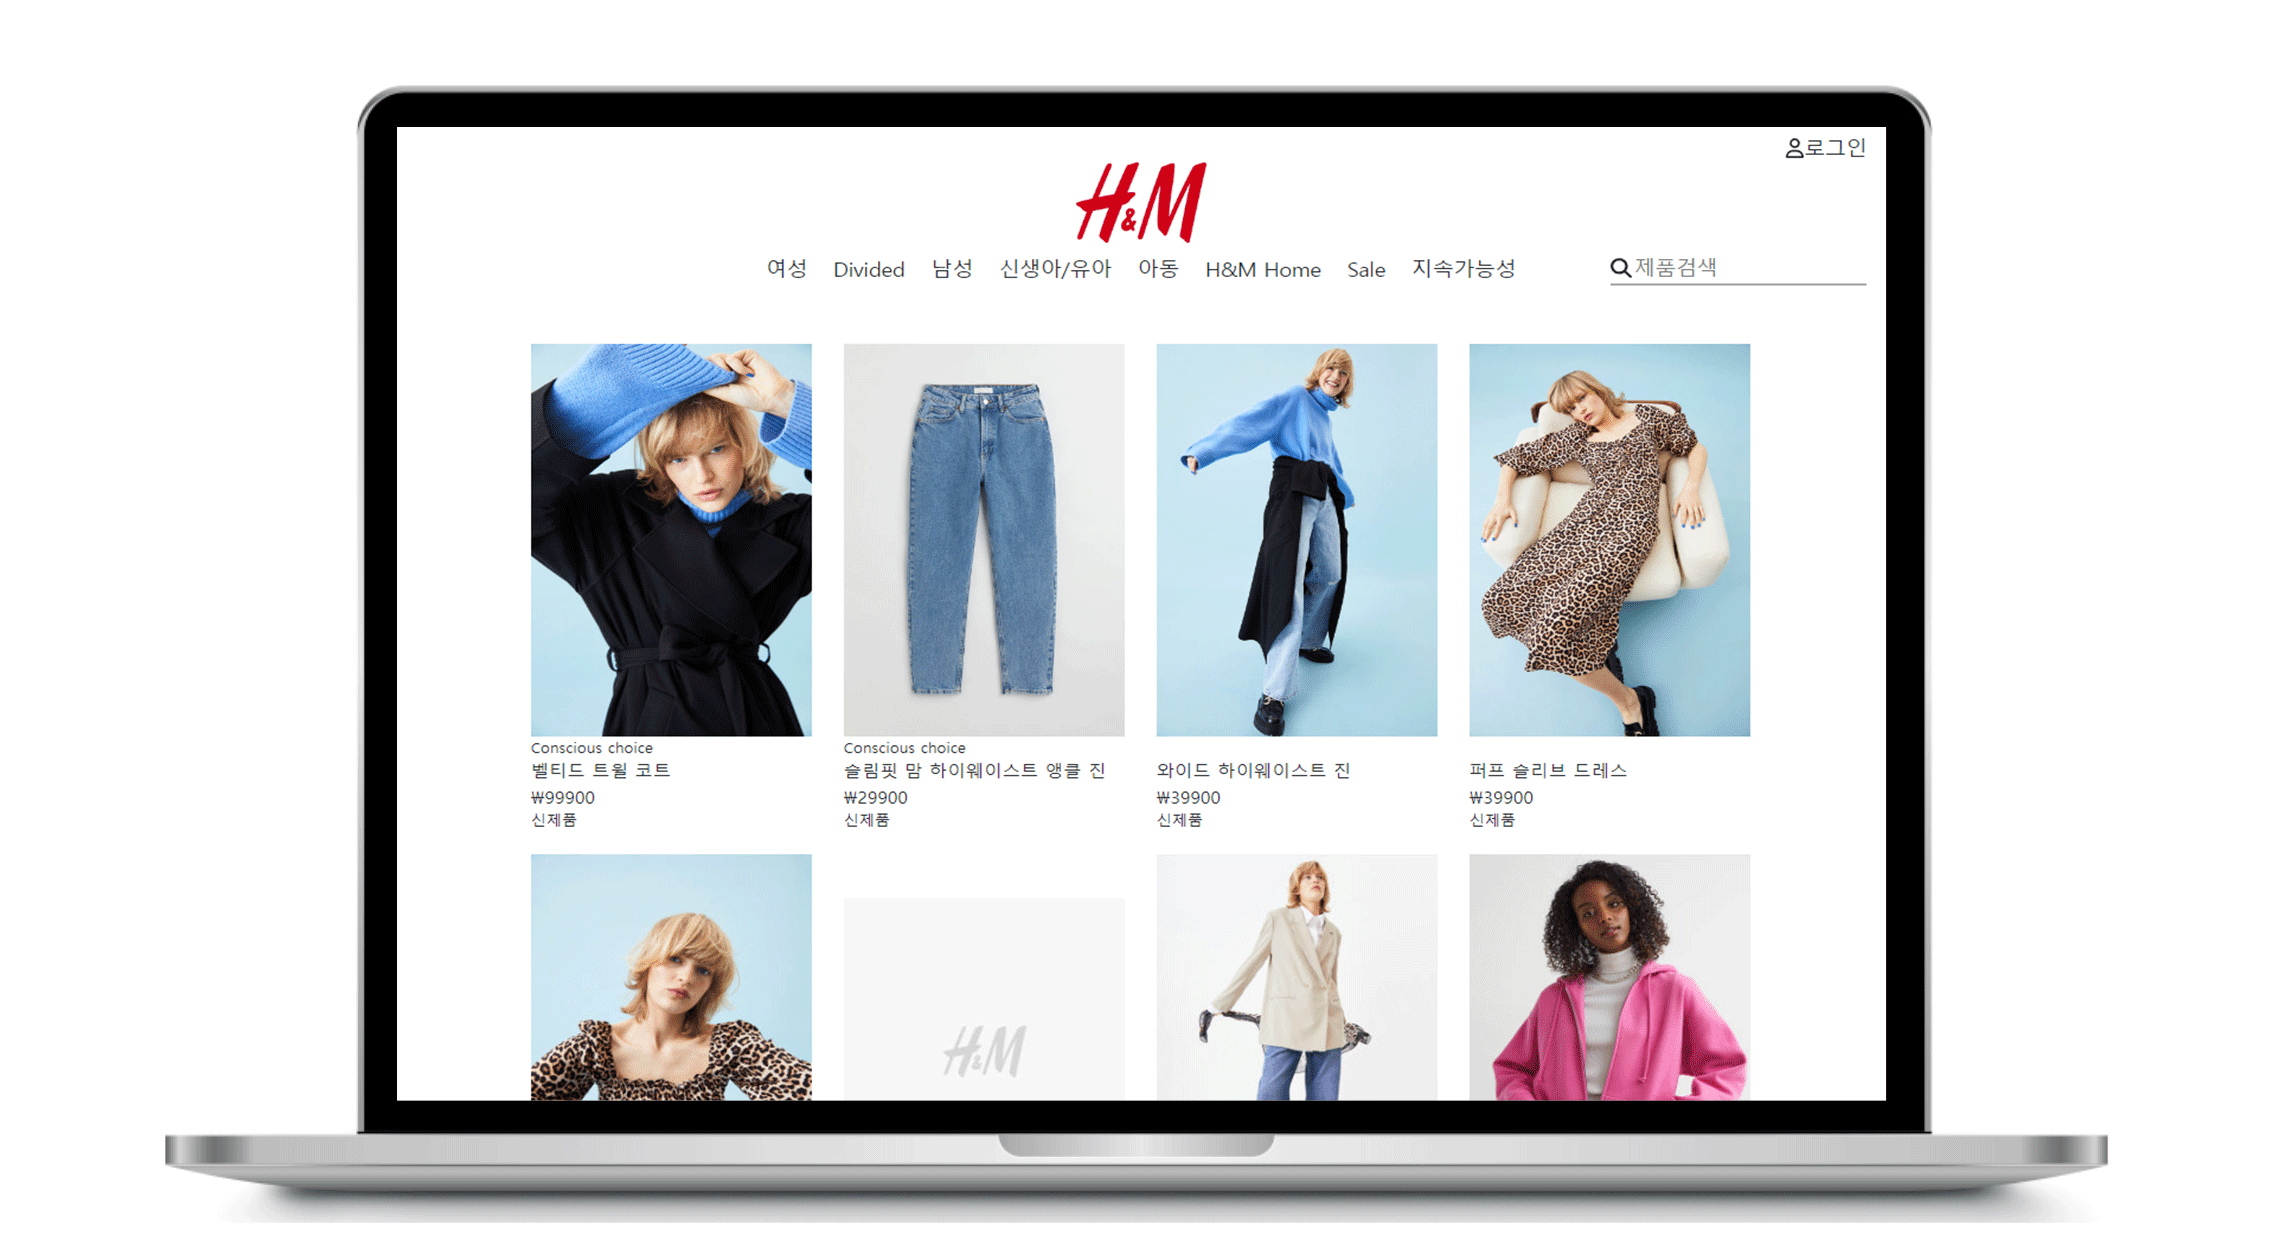 로그인
H&M
여성 Divided 남성 신생아/유아 아동 H&M Home Sale 지속가능성
제품검색
Conscious choice
벨티드 트윌 코트
₩99900
신제품
Conscious choice
슬림핏 맘 하이웨이스트 앵클 진
₩29900
신제품
와이드 하이웨이스트 진
₩39900
신제품
퍼프 슬리브 드레스
₩39900
신제품
H&M